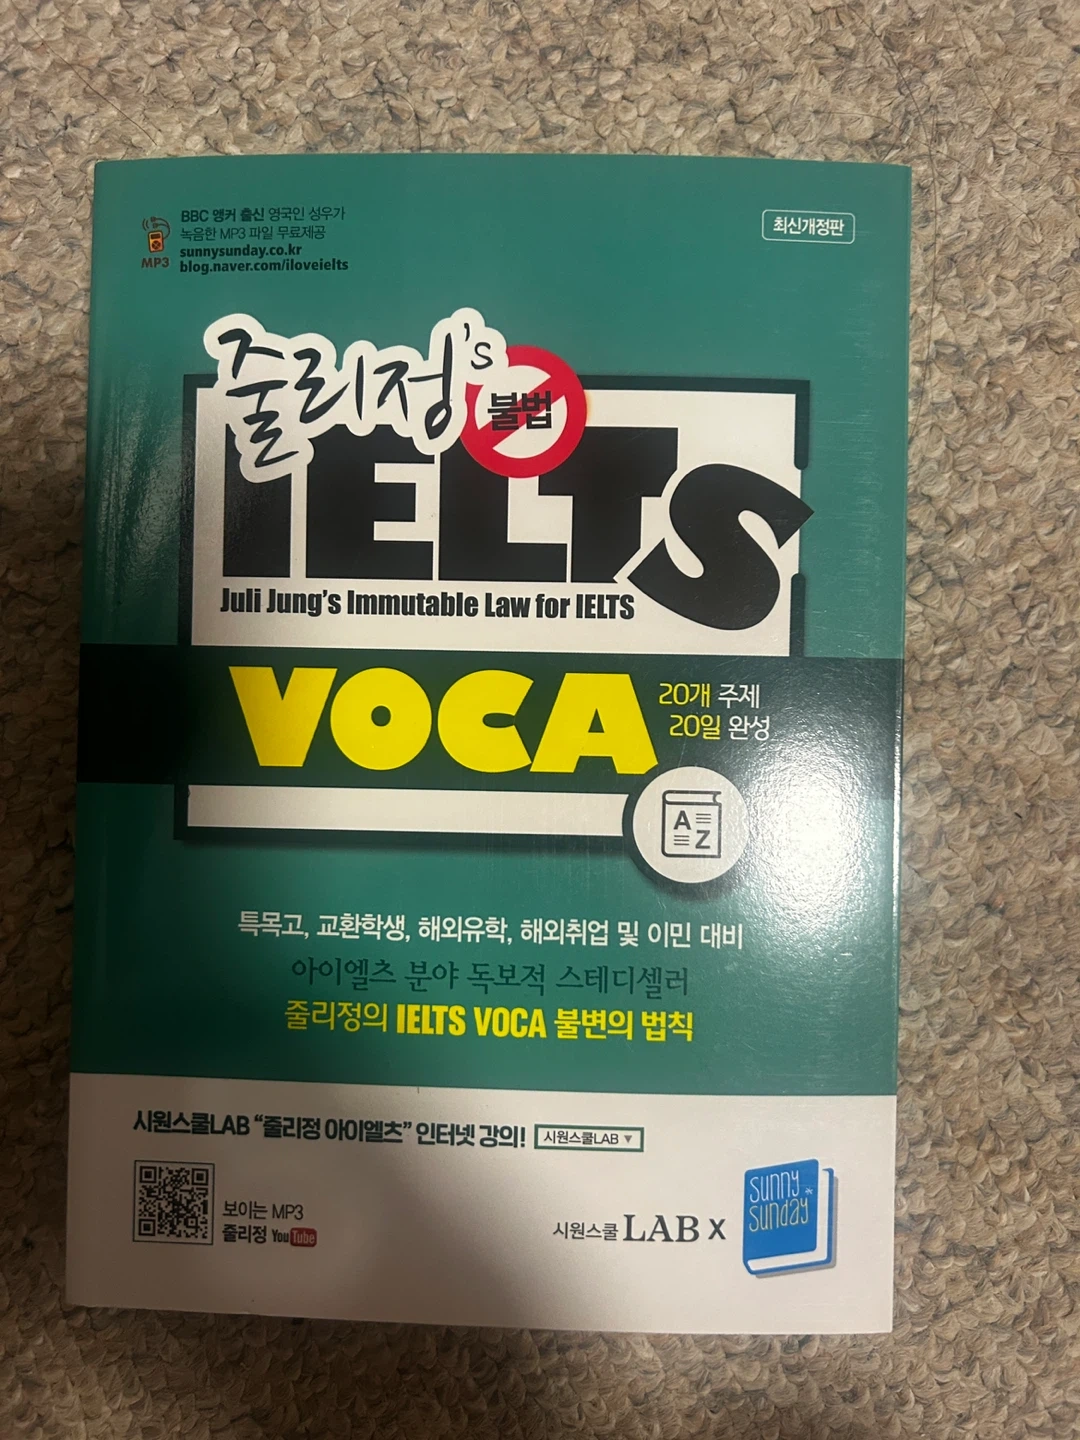 BBC 앵커 출신 영국인 성우가
녹음한 MP3 파일 무료제공
sunnysunday.co.kr
blog.naver.com/iloveielts
MP3
최신개정판
줄리정's
불법
IELTS
Juli Jung's Immutable Law for IELTS
VOCA
20개 주제
20일 완성
A
Z
특목고, 교환학생, 해외유학, 해외취업 및 이민 대비
아이엘츠 분야 독보적 스테디셀러
줄리정의 IELTS VOCA 불변의 법칙
시원스쿨LAB “줄리정 아이엘츠” 인터넷 강의! 시원스쿨LAB ▼
보이는 MP3
줄리정 YouTube
시원스쿨 LAB X
sunny
sunday*